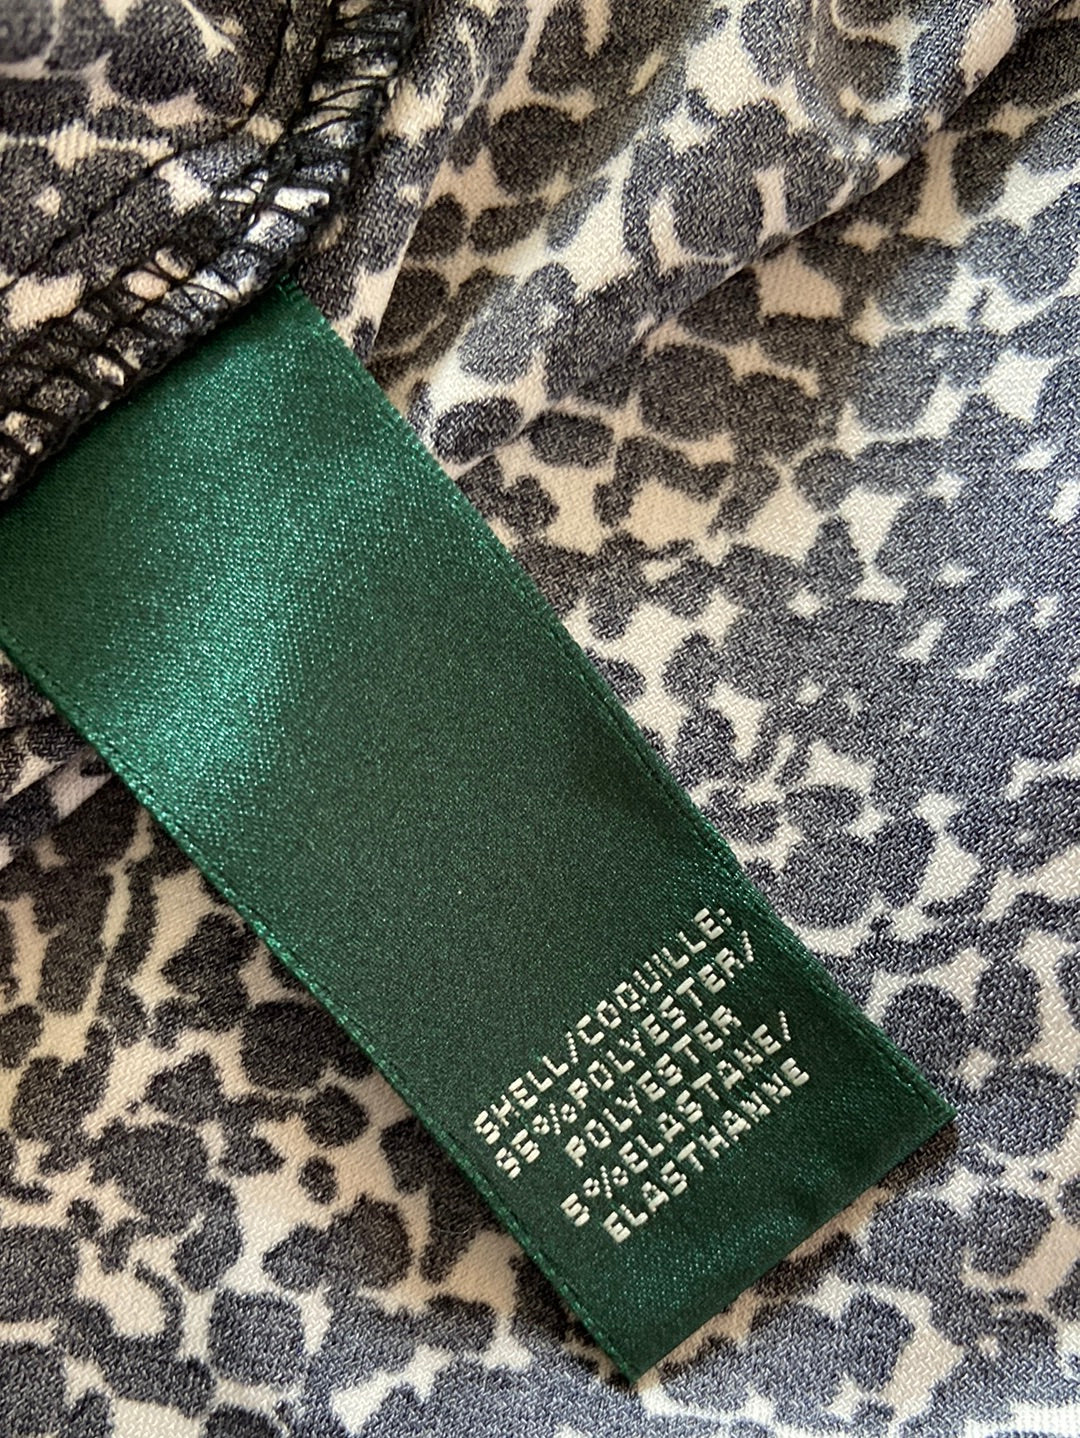 SHELL/COQUILLE:
95%POLYESTER/
POLYESTER
5%ELASTANE/
ELASTHANNE